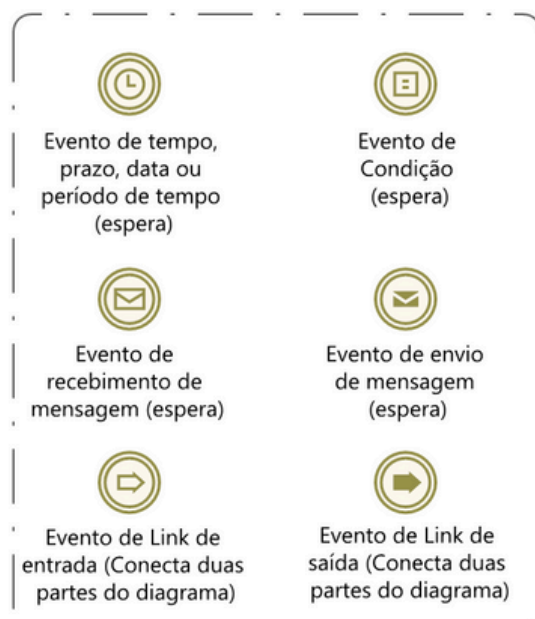 Evento de tempo,
prazo, data ou
período de tempo
(espera)
Evento de
Condição
(espera)
Evento de
recebimento de
mensagem (espera)
Evento de envio
de mensagem
(espera)
Evento de Link de
entrada (Conecta duas
partes do diagrama)
Evento de Link de
saída (Conecta duas
partes do diagrama)